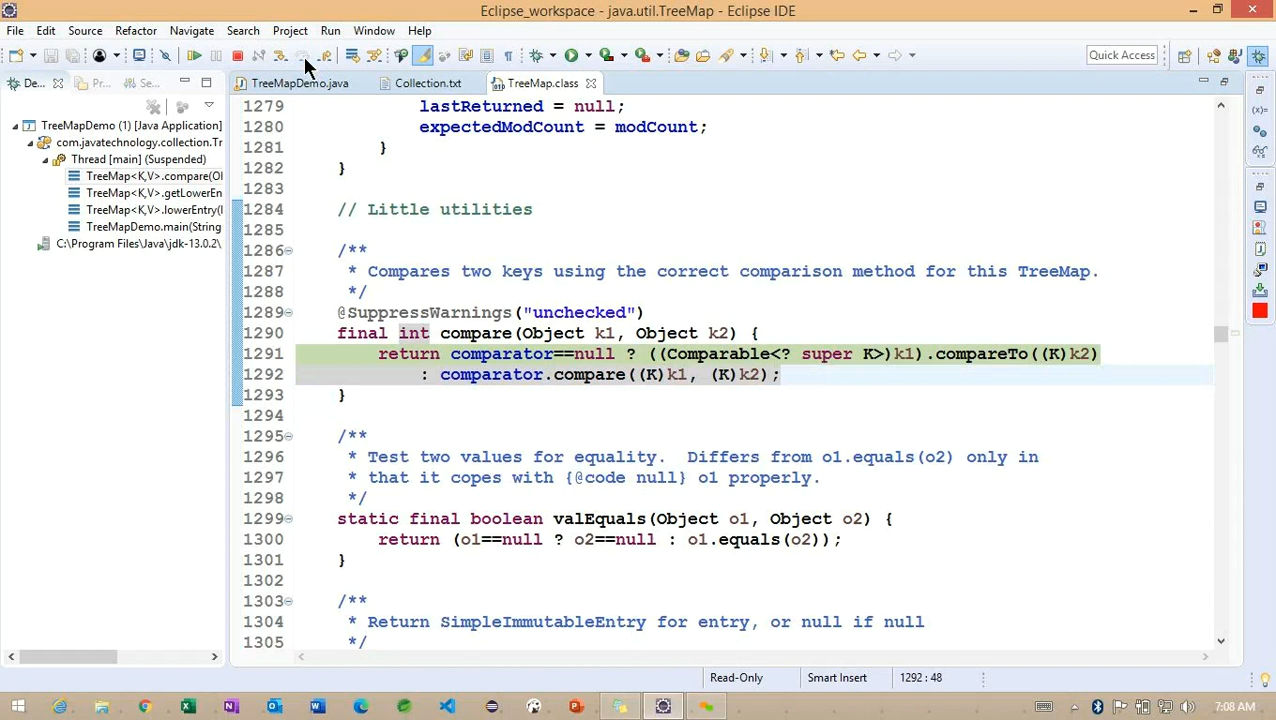 Eclipse_workspace - java.util.TreeMap - Eclipse IDE
File Edit Source Refactor Navigate Search Project Run Window Help
Quick Access
De... Pr... Se...
TreeMapDemo.java Collection.txt TreeMap.class
TreeMapDemo (1) [Java Application]
com.javatechnology.collection.Tr
Thread [main] (Suspended)
TreeMap<K,V>.compare(Ol
TreeMap<K,V>.getLowerEn
TreeMap<K,V>.lowerEntry(I
TreeMapDemo.main(String
C:\Program Files\Java\jdk-13.0.2\
1279 lastReturned = null;
1280 expectedModCount = modCount;
1281 }
1282 }
1283
1284 // Little utilities
1285
1286 /**
1287 * Compares two keys using the correct comparison method for this TreeMap.
1288 */
1289 @SuppressWarnings("unchecked")
1290 final int compare(Object k1, Object k2) {
1291 return comparator==null ? ((Comparable<? super K>)k1).compareTo((K)k2)
1292 : comparator.compare((K)k1, (K)k2);
1293 }
1294
1295 /**
1296 * Test two values for equality.  Differs from o1.equals(o2) only in
1297 * that it copes with {@code null} o1 properly.
1298 */
1299 static final boolean valEquals(Object o1, Object o2) {
1300 return (o1==null ? o2==null : o1.equals(o2));
1301 }
1302
1303 /**
1304 * Return SimpleImmutableEntry for entry, or null if null
1305 */
Read-Only Smart Insert 1292 : 48
7:08 AM